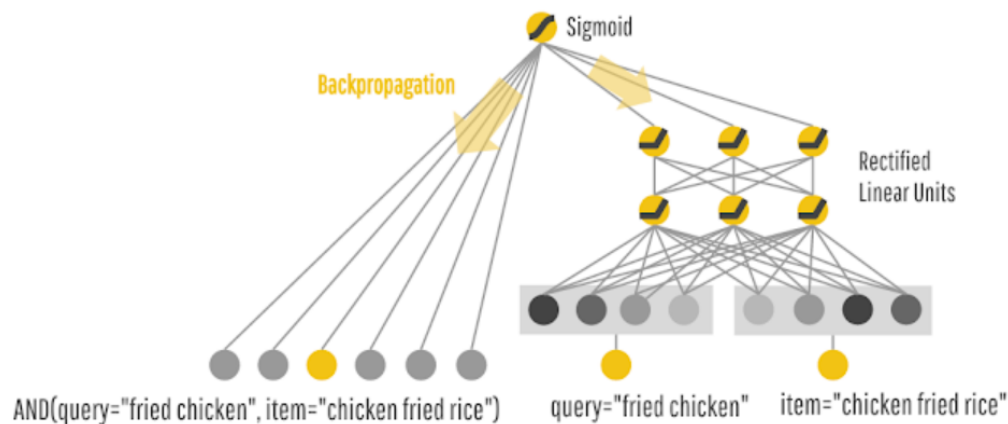 Sigmoid
Backpropagation
Rectified
Linear Units
AND(query="fried chicken", item="chicken fried rice")
query="fried chicken"
item="chicken fried rice"